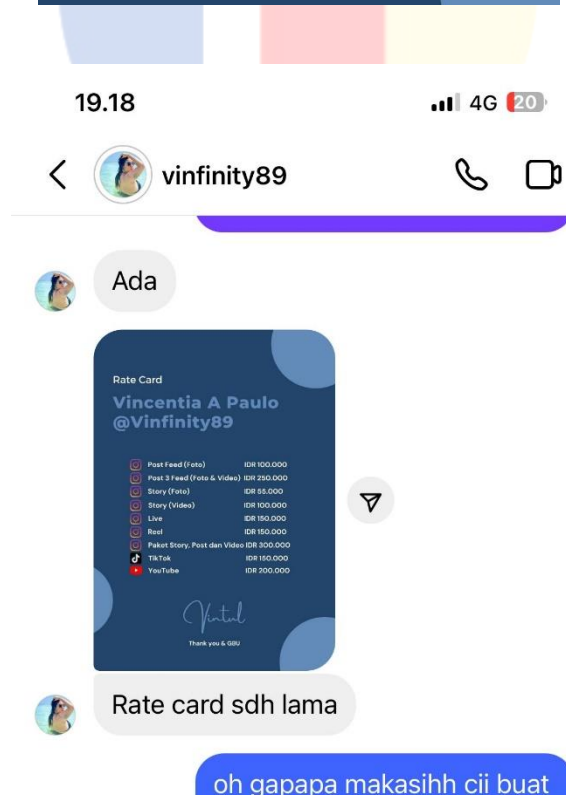 19.18
4G 20
vinfinity89
Ada
Rate Card
Vincentia A Paulo
@Vinfinity89
Post Feed (Foto) IDR 100.000
Post 3 Feed (Foto & Video) IDR 250.000
Story (Foto) IDR 55.000
Story (Video) IDR 100.000
Live IDR 150.000
Reel IDR 150.000
Paket Story, Post dan Video IDR 300.000
TikTok IDR 150.000
YouTube IDR 200.000
Thank you & GBU
Rate card sdh lama
oh gapapa makasihh cii buat